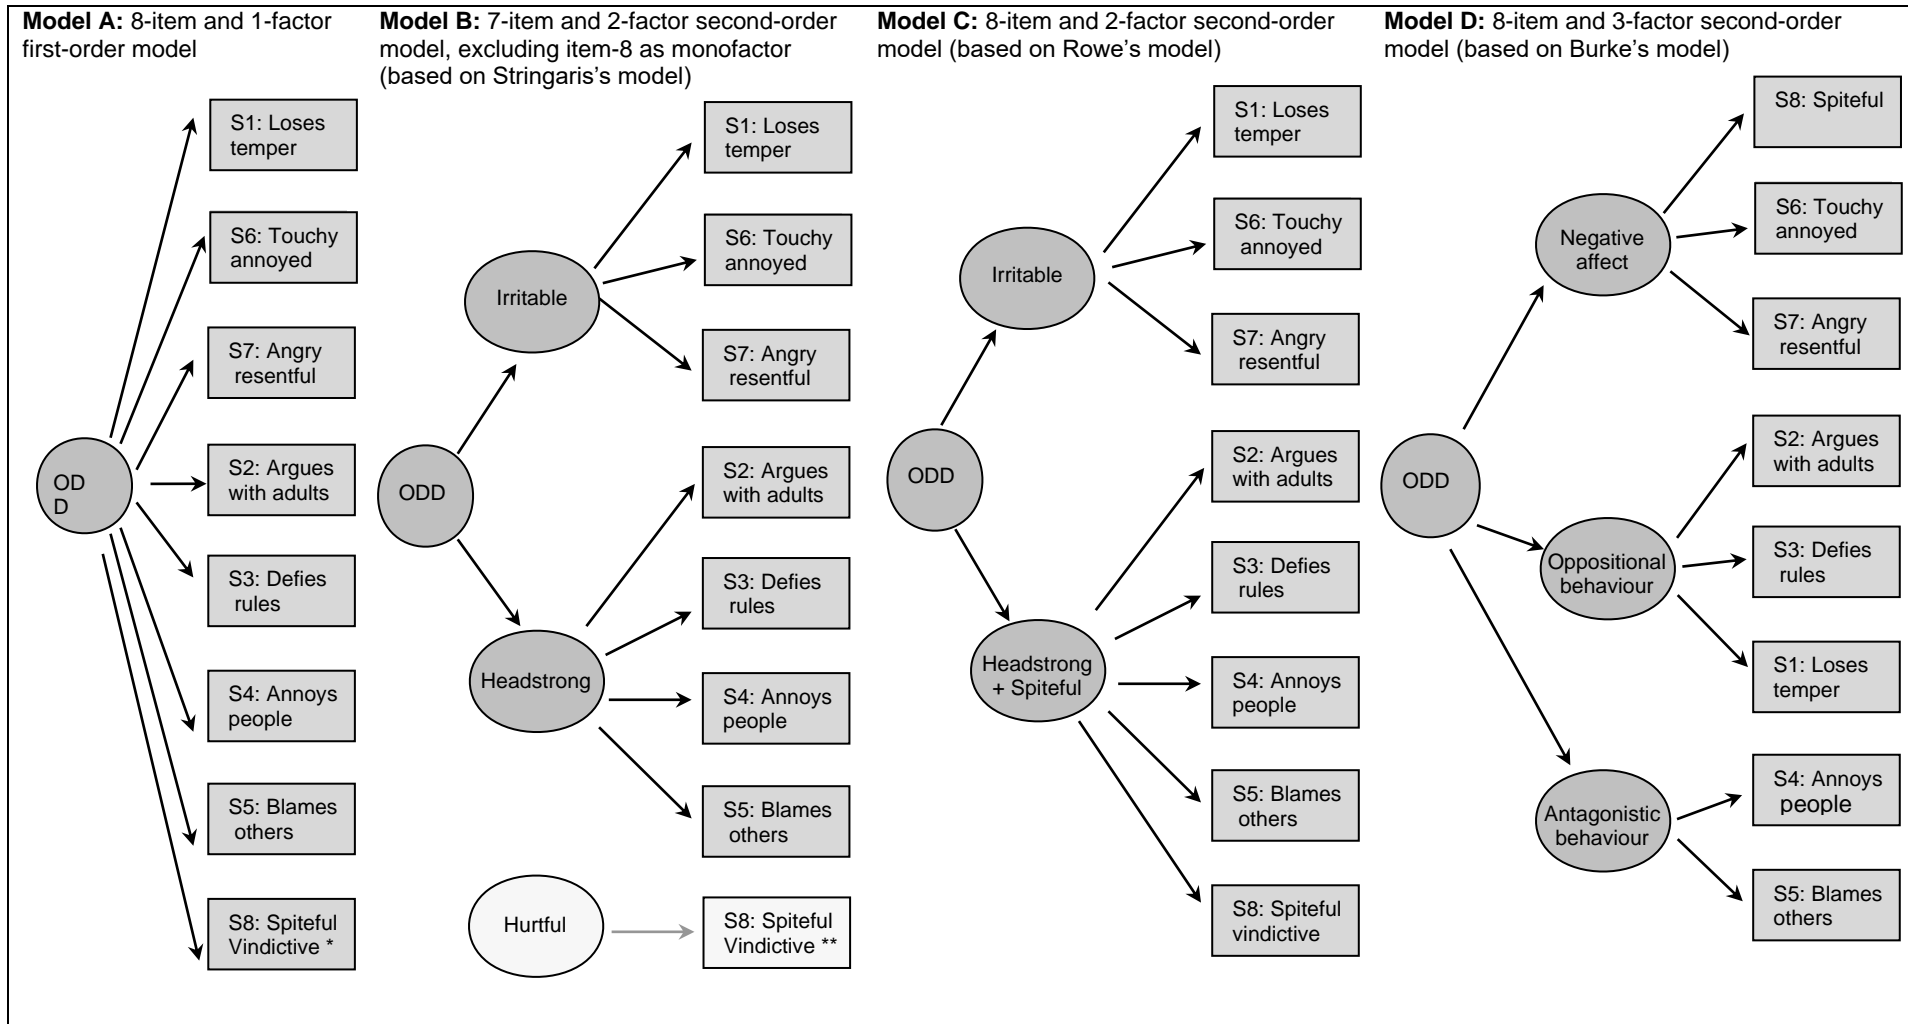 Model A: 8-item and 1-factor
first-order model
S1: Loses
temper
S6: Touchy
annoyed
S7: Angry
resentful
OD
D
S2: Argues
with adults
S3: Defies
rules
S4: Annoys
people
S5: Blames
others
S8: Spiteful
Vindictive *
Model B: 7-item and 2-factor second-order
model, excluding item-8 as monofactor
(based on Stringaris's model)
S1: Loses
temper
S6: Touchy
annoyed
Irritable
S7: Angry
resentful
ODD
S2: Argues
with adults
S3: Defies
rules
Headstrong
S4: Annoys
people
S5: Blames
others
Hurtful
S8: Spiteful
Vindictive **
Model C: 8-item and 2-factor second-order
model (based on Rowe's model)
S1: Loses
temper
S6: Touchy
annoyed
Irritable
S7: Angry
resentful
ODD
S2: Argues
with adults
S3: Defies
rules
Headstrong
+ Spiteful
S4: Annoys
people
S5: Blames
others
S8: Spiteful
vindictive
Model D: 8-item and 3-factor second-order
model (based on Burke's model)
S8: Spiteful
S6: Touchy
annoyed
Negative
affect
S7: Angry
resentful
ODD
S2: Argues
with adults
S3: Defies
rules
Oppositional
behaviour
S1: Loses
temper
S4: Annoys
people
Antagonistic
behaviour
S5: Blames
others